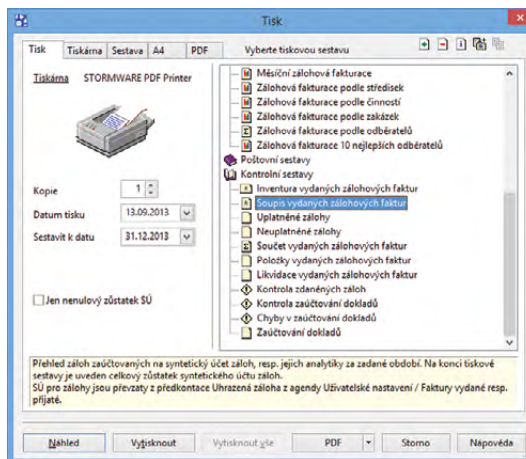 Tisk
Tisk
Tiskárna
Sestava
A4
PDF
Vyberte tiskovou sestavu
Tiskárna STORMWARE PDF Printer
Kopie 1
Datum tisku 13.09.2013
Sestavit k datu 31.12.2013
Jen nenulový zůstatek SÚ
Měsíční zálohová fakturace
Zálohová fakturace podle středisek
Zálohová fakturace podle činností
Zálohová fakturace podle zakázek
Zálohová fakturace podle odběratelů
Zálohová fakturace 10 nejlepších odběratelů
Poštovní sestavy
Kontrolní sestavy
Inventura vydaných zálohových faktur
Soupis vydaných zálohových faktur
Uplatněné zálohy
Neuplatněné zálohy
Součet vydaných zálohových faktur
Položky vydaných zálohových faktur
Likvidace vydaných zálohových faktur
Kontrola zdaněných záloh
Kontrola zaúčtování dokladů
Chyby v zaúčtování dokladů
Zaúčtování dokladů
Přehled záloh zaúčtovaných na syntetický účet záloh, resp. jejich analytiky za zadané období. Na konci tiskové
sestavy je uveden celkový zůstatek syntetického účtu záloh.
SÚ pro zálohy jsou převzaty z předkontace Uhrazená záloha z agendy Uživatelské nastavení / Faktury vydané resp.
přijaté.
Náhled
Vytisknout
Vytisknout vše
PDF
Storno
Nápověda